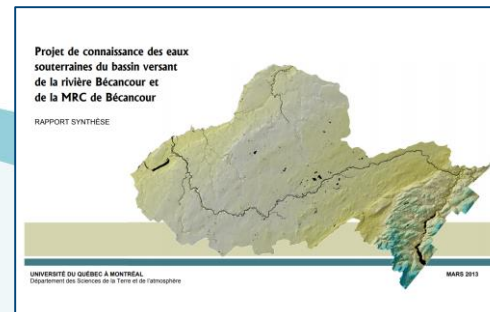 Projet de connaissance des eaux
souterraines du bassin versant
de la rivière Bécancour et
de la MRC de Bécancour
RAPPORT SYNTHÈSE
UNIVERSITÉ DU QUÉBEC À MONTRÉAL
Département des Sciences de la Terre et de l'atmosphère
MARS 2013